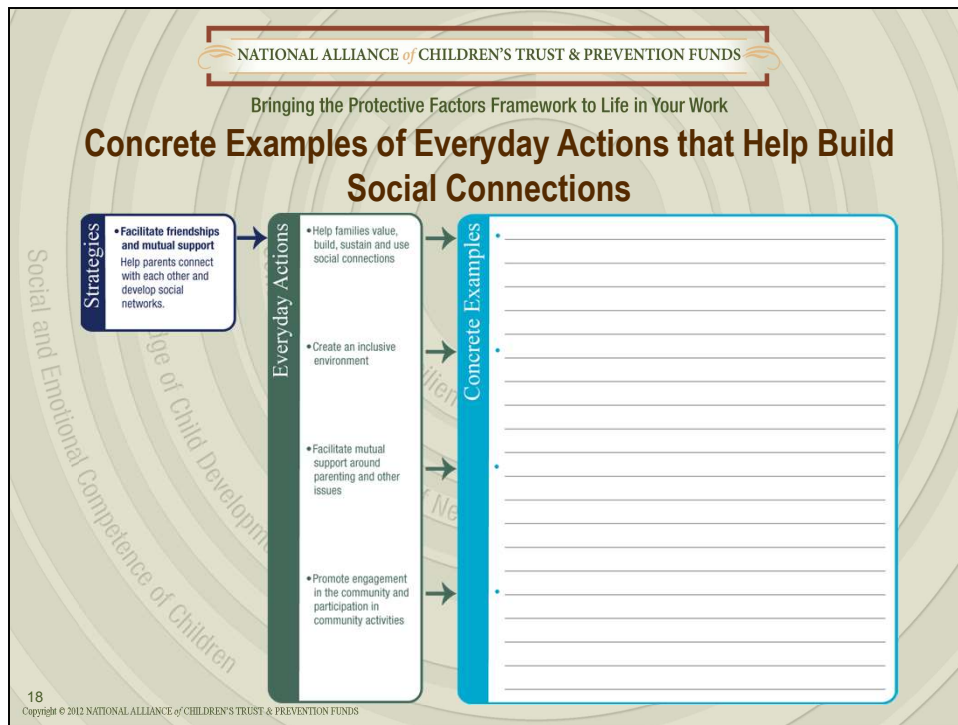 NATIONAL ALLIANCE of CHILDREN'S TRUST & PREVENTION FUNDS
Bringing the Protective Factors Framework to Life in Your Work
Concrete Examples of Everyday Actions that Help Build
Social Connections
Strategies
•Facilitate friendships
and mutual support
Help parents connect
with each other and
develop social
networks.
Everyday Actions
•Help families value,
build, sustain and use
social connections
•Create an inclusive
environment
•Facilitate mutual
support around
parenting and other
issues
•Promote engagement
in the community and
participation in
community activities
Concrete Examples
•
•
•
•
Social and Emotional Competence of Children
of Child
18
Copyright © 2012 NATIONAL ALLIANCE of CHILDREN'S TRUST & PREVENTION FUNDS